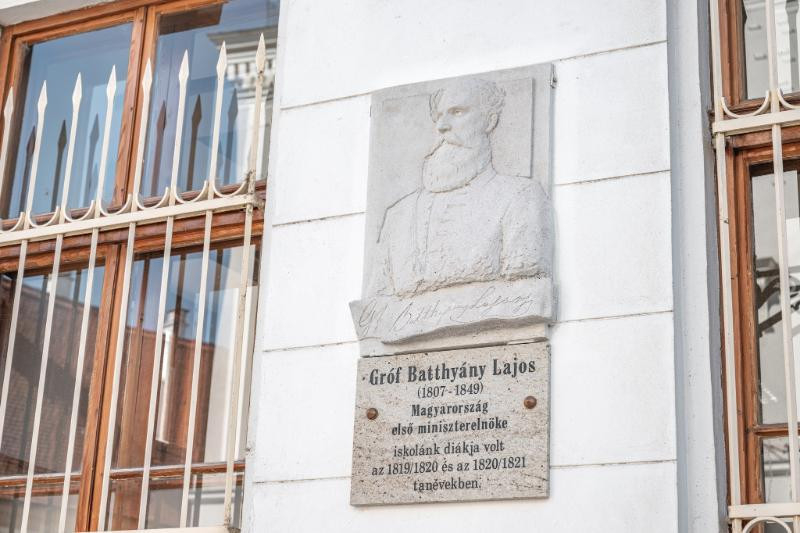 Gf Batthyány Lajos
Gróf Batthyány Lajos
(1807-1849)
Magyarország
első miniszterelnöke
iskolánk diákja volt
az 1819/1820 és az 1820/1821
tanévekben.